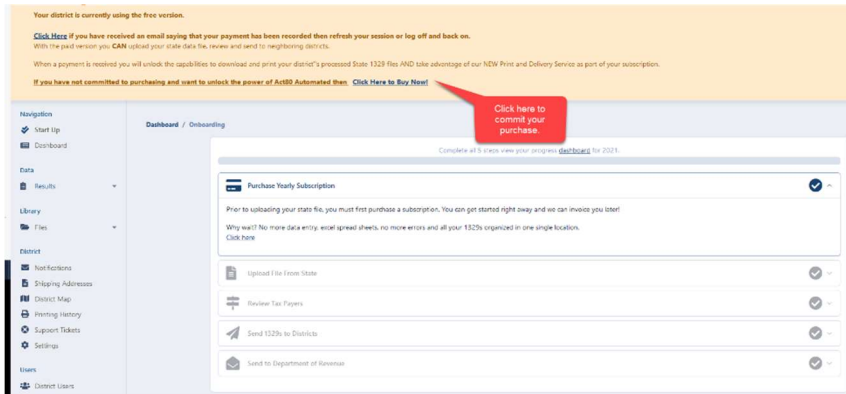 Your district is currently using the free version.
Click Here if you have received an email saying that your payment has been recorded then refresh your session or log off and back on.
With the paid version you CAN upload your state data file, review and send to neighboring districts.
When a payment is received you will unlock the capabilities to download and print your district's processed State 1329 files AND take advantage of our NEW Print and Delivery Service as part of your subscription.
If you have not committed to purchasing and want to unlock the power of Act80 Automated then Click Here to Buy Now!
Click here to
commit your
purchase.
Navigation
Start Up
Dashboard
Data
Results
Library
Files
District
Notifications
Shipping Addresses
District Map
Printing History
Support Tickets
Settings
Users
District Users
Dashboard / Onboarding
Complete all 5 steps view your progress dashboard for 2021.
Purchase Yearly Subscription
Prior to uploading your state file, you must first purchase a subscription. You can get started right away and we can invoice you later!
Why wait? No more data entry, excel spread sheets, no more errors and all your 1329s organized in one single location.
Click here
Upload File From State
Review Tax Payers
Send 1329s to Districts
Send to Department of Revenue